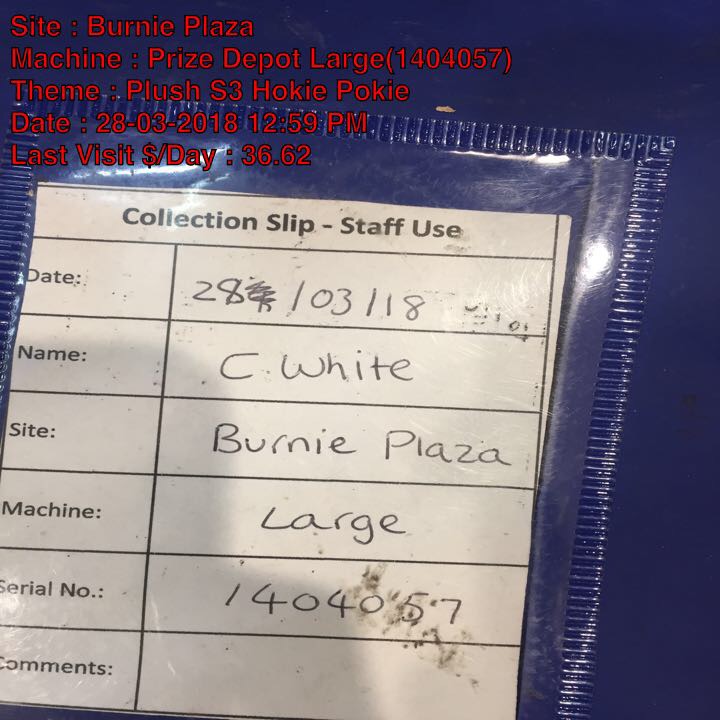 Site : Burnie Plaza
Machine : Prize Depot Large(1404057)
Theme : Plush S3 Hokie Pokie
Date : 28-03-2018 12:59 PM
Last Visit $/Day : 36.62
Collection Slip - Staff Use
Date: 28 /03/18
Name: C. White
Site: Burnie Plaza
Machine: Large
Serial No.: 1404057
Comments: